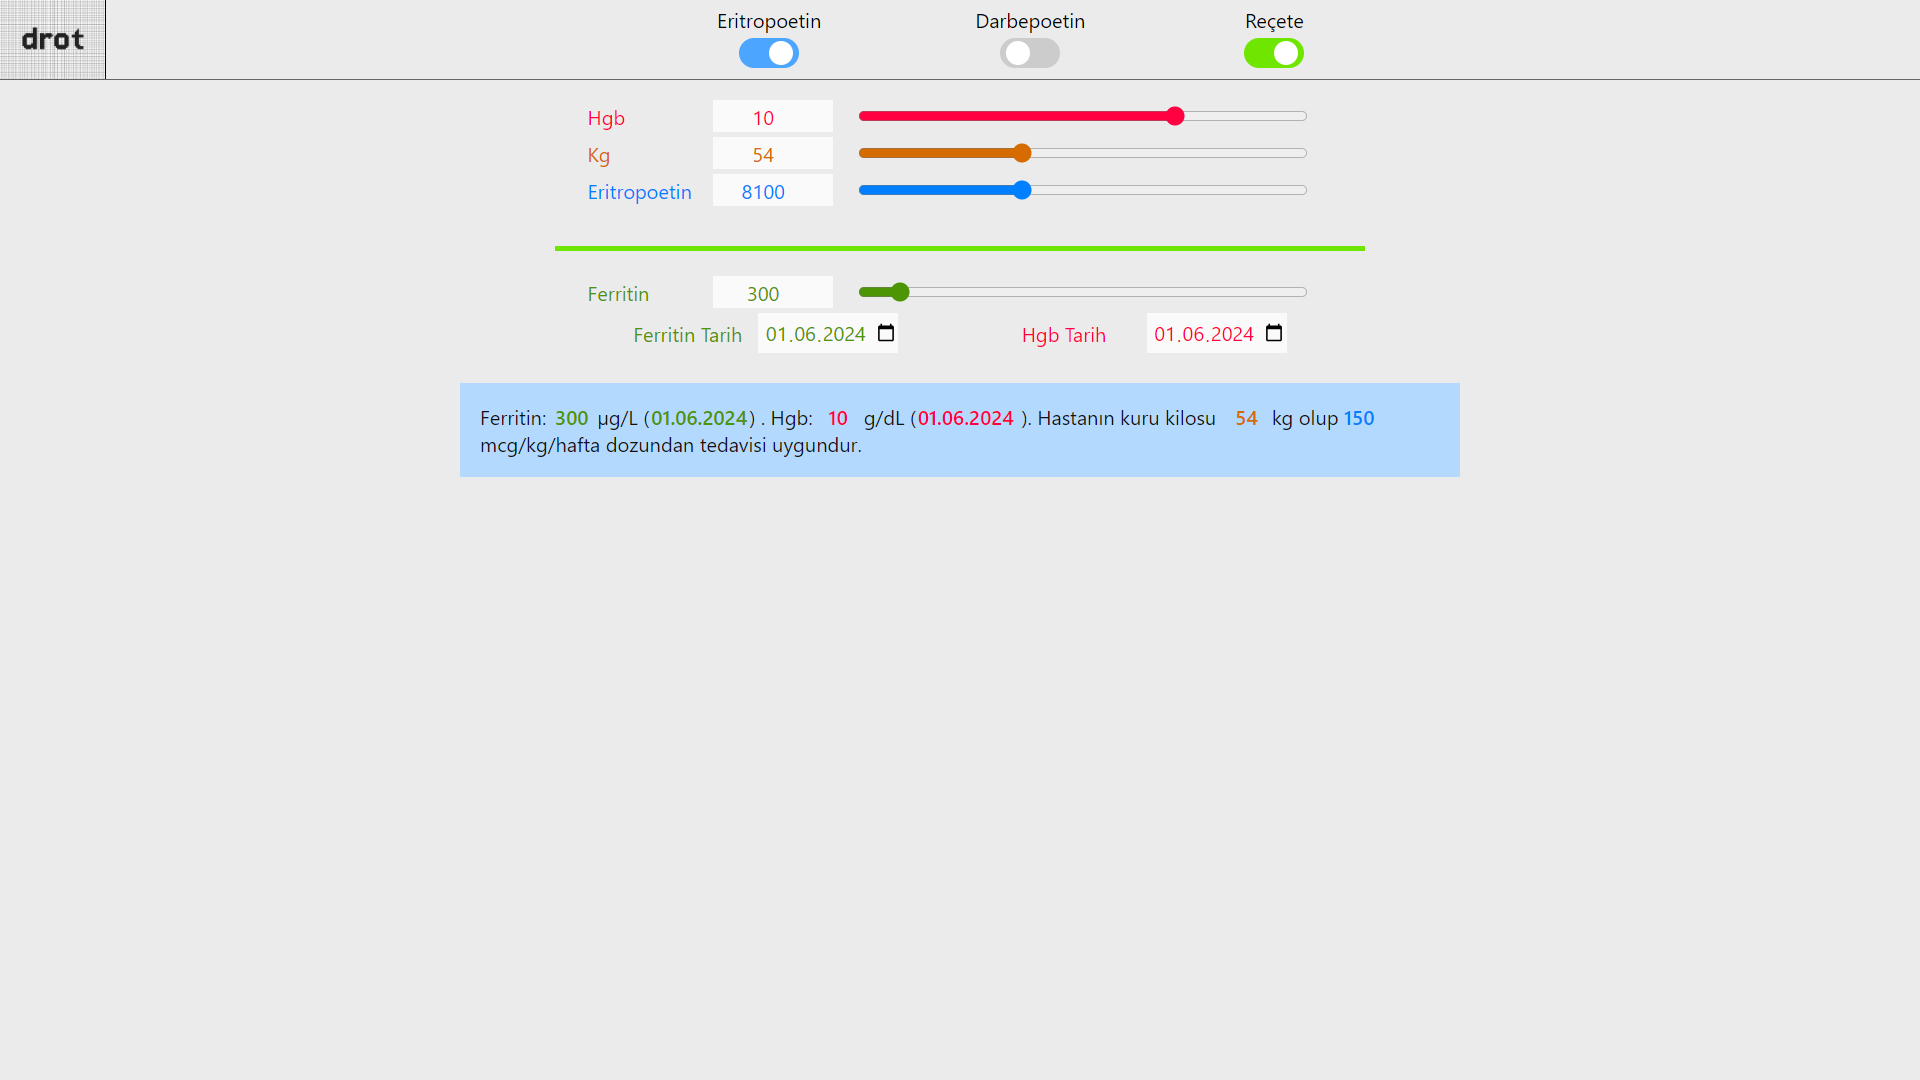 drot
Eritropoetin Darbepoetin Reçete
Hgb 10
Kg 54
Eritropoetin 8100
Ferritin 300
Ferritin Tarih 01.06.2024 Hgb Tarih 01.06.2024
Ferritin: 300 µg/L (01.06.2024) . Hgb: 10 g/dL (01.06.2024 ). Hastanın kuru kilosu 54 kg olup 150
mcg/kg/hafta dozundan tedavisi uygundur.